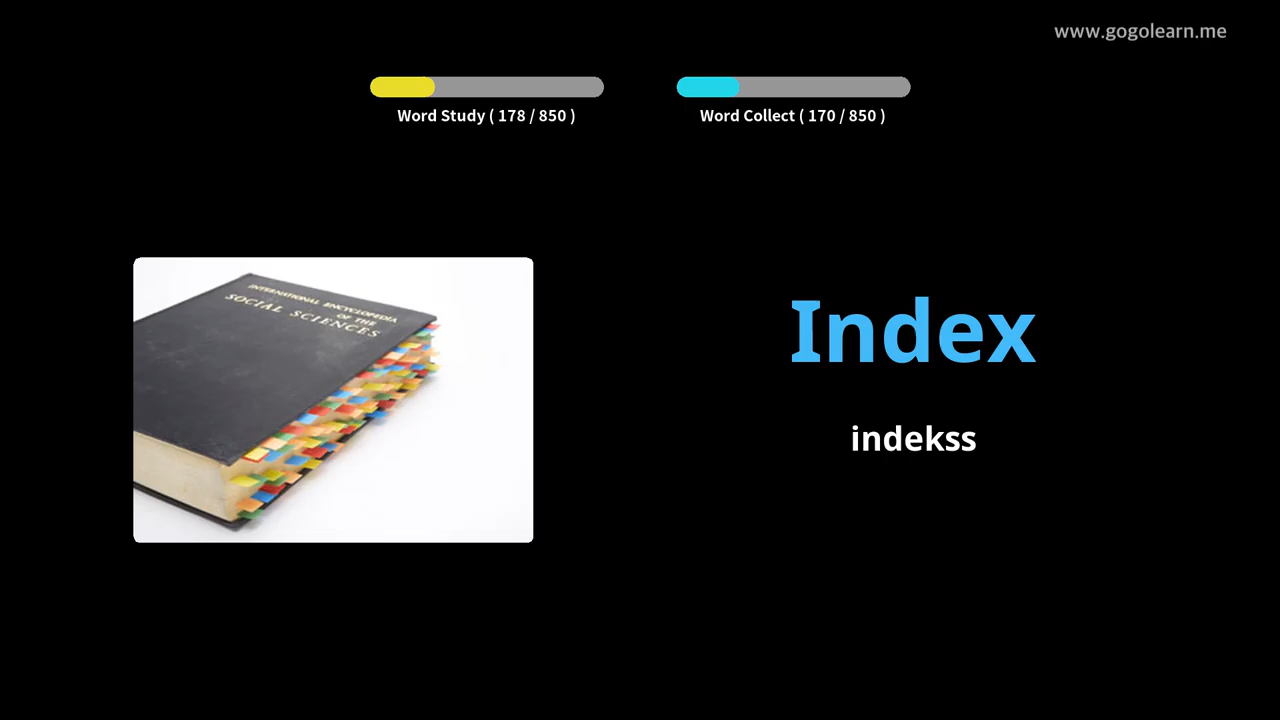 www.gogolearn.me
Word Study ( 178 / 850 )
Word Collect ( 170 / 850 )
INTERNATIONAL ENCYCLOPEDIA
OF THE
SOCIAL SCIENCES
Index
indekss